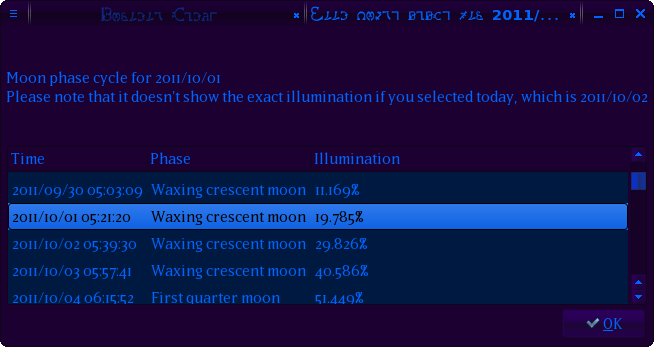 2011/...
Moon phase cycle for 2011/10/01
Please note that it doesn't show the exact illumination if you selected today, which is 2011/10/02
Time Phase Illumination
2011/09/30 05:03:09 Waxing crescent moon 11.169%
2011/10/01 05:21:20 Waxing crescent moon 19.785%
2011/10/02 05:39:30 Waxing crescent moon 29.826%
2011/10/03 05:57:41 Waxing crescent moon 40.586%
2011/10/04 06:15:52 First quarter moon 51.449%
OK